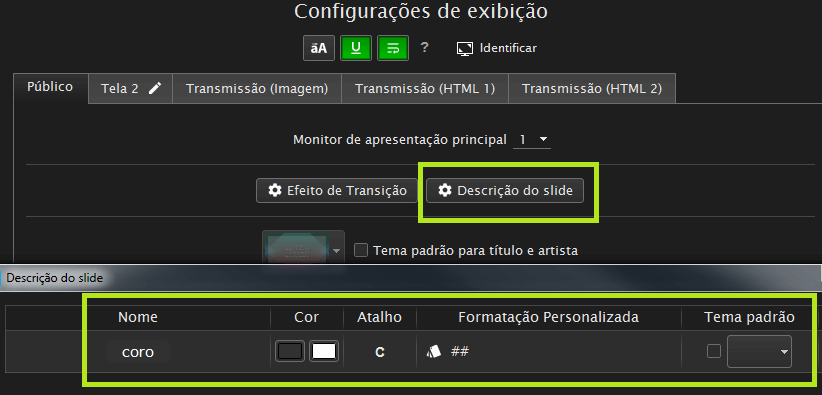 Configurações de exibição
ãA U ? Identificar
Público Tela 2 Transmissão (Imagem) Transmissão (HTML 1) Transmissão (HTML 2)
Monitor de apresentação principal 1
Efeito de Transição Descrição do slide
Tema padrão para título e artista
Descrição do slide
Nome Cor Atalho Formatação Personalizada Tema padrão
coro C ##